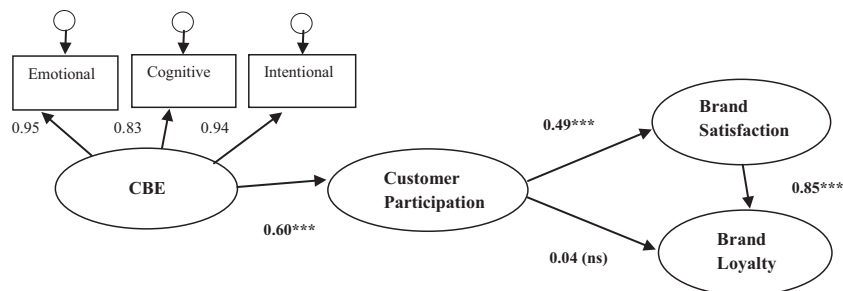 Emotional
Cognitive
Intentional
0.95
0.83
0.94
CBE
0.60***
Customer
Participation
0.49***
0.04 (ns)
Brand
Satisfaction
0.85***
Brand
Loyalty